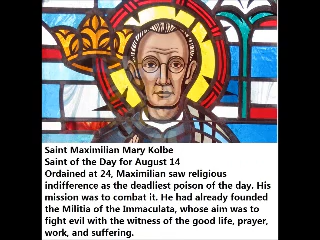 Saint Maximilian Mary Kolbe
Saint of the Day for August 14
Ordained at 24, Maximilian saw religious
indifference as the deadliest poison of the day. His
mission was to combat it. He had already founded
the Militia of the Immaculata, whose aim was to
fight evil with the witness of the good life, prayer,
work, and suffering.